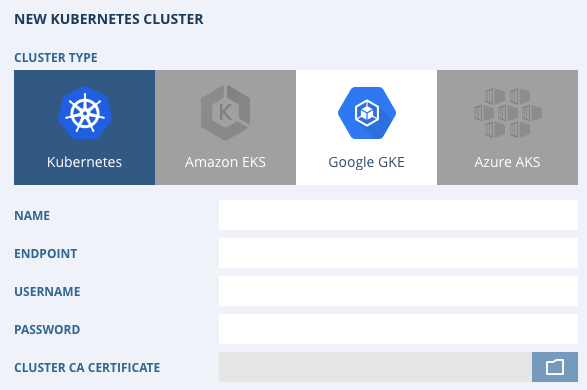 NEW KUBERNETES CLUSTER
CLUSTER TYPE
Kubernetes
K
Amazon EKS
Google GKE
Azure AKS
NAME
ENDPOINT
USERNAME
PASSWORD
CLUSTER CA CERTIFICATE